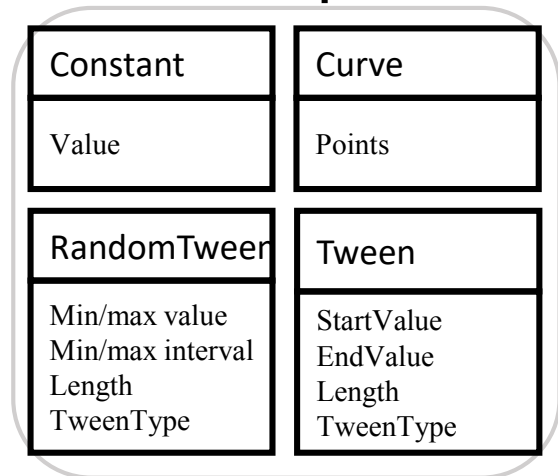 Constant
Value
Curve
Points
RandomTween
Min/max value
Min/max interval
Length
TweenType
Tween
StartValue
EndValue
Length
TweenType